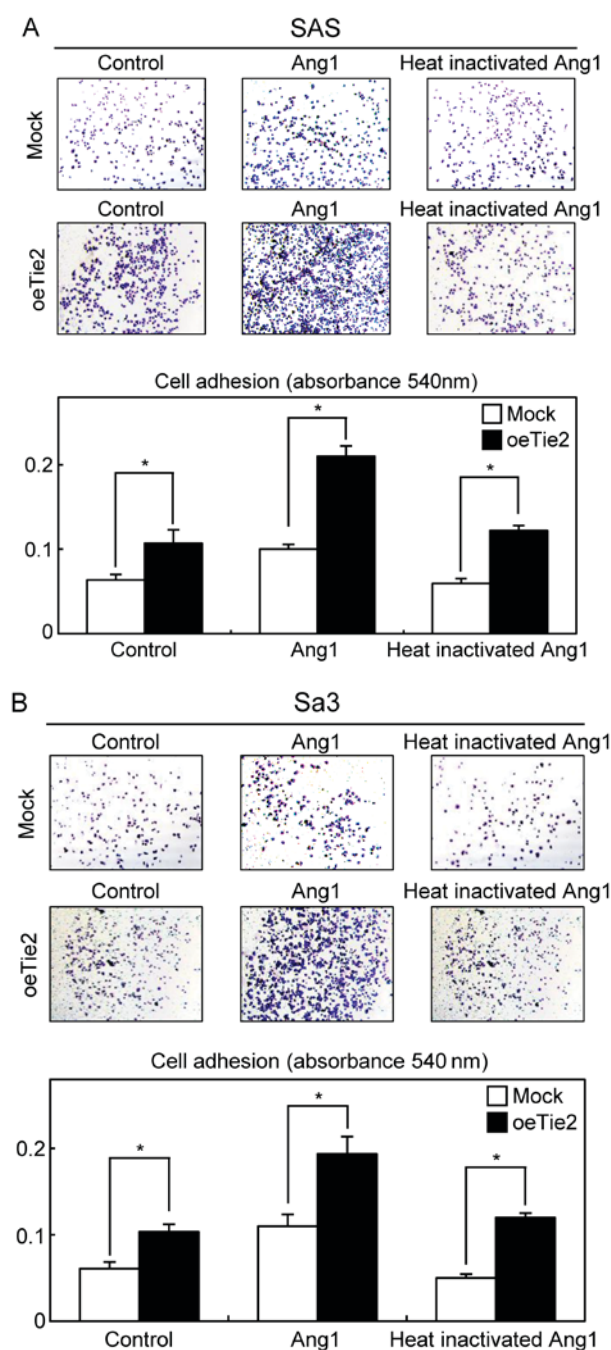 A
SAS
Control Ang1 Heat inactivated Ang1
Mock
Control Ang1 Heat inactivated Ang1
oeTie2
Cell adhesion (absorbance 540nm)
Mock
oeTie2
* * *
0.2
0.1
0
Control Ang1 Heat inactivated Ang1
B
Sa3
Control Ang1 Heat inactivated Ang1
Mock
Control Ang1 Heat inactivated Ang1
oeTie2
Cell adhesion (absorbance 540 nm)
Mock
oeTie2
* * *
0.2
0.1
0
Control Ang1 Heat inactivated Ang1